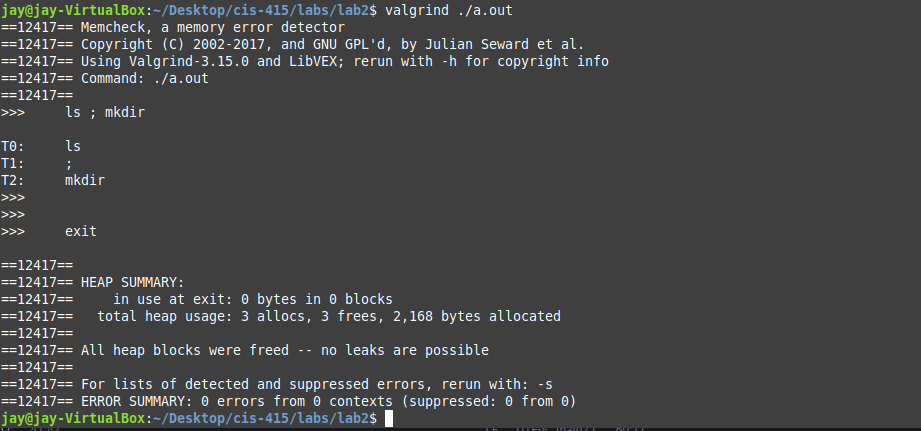 jay@jay-VirtualBox:~/Desktop/cis-415/labs/lab2$ valgrind ./a.out
==12417== Memcheck, a memory error detector
==12417== Copyright (C) 2002-2017, and GNU GPL'd, by Julian Seward et al.
==12417== Using Valgrind-3.15.0 and LibVEX; rerun with -h for copyright info
==12417== Command: ./a.out
==12417==
>>>     ls ; mkdir
T0:     ls
T1:     ;
T2:     mkdir
>>>
>>>
>>>     exit
==12417==
==12417== HEAP SUMMARY:
==12417==     in use at exit: 0 bytes in 0 blocks
==12417==   total heap usage: 3 allocs, 3 frees, 2,168 bytes allocated
==12417==
==12417== All heap blocks were freed -- no leaks are possible
==12417==
==12417== For lists of detected and suppressed errors, rerun with: -s
==12417== ERROR SUMMARY: 0 errors from 0 contexts (suppressed: 0 from 0)
jay@jay-VirtualBox:~/Desktop/cis-415/labs/lab2$